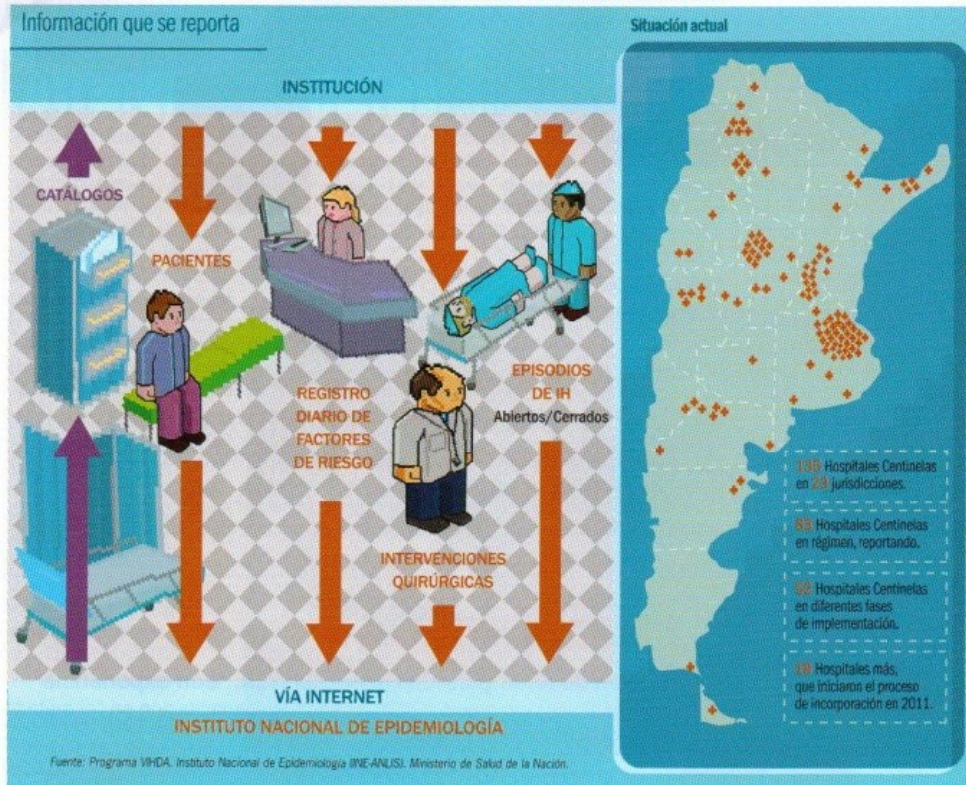 Información que se reporta
INSTITUCIÓN
CATÁLOGOS
PACIENTES
REGISTRO
DIARIO DE
FACTORES
DE RIESGO
EPISODIOS
DE IH
Abiertos/Cerrados
INTERVENCIONES
QUIRÚRGICAS
VÍA INTERNET
INSTITUTO NACIONAL DE EPIDEMIOLOGÍA
Fuente: Programa VIHDA. Instituto Nacional de Epidemiología (INE-ANLIS). Ministerio de Salud de la Nación.
Situación actual
Hospitales Centinelas
en 23 jurisdicciones.
Hospitales Centinelas
en régimen, reportando.
Hospitales Centinelas
en diferentes fases
de implementación.
Hospitales más,
que iniciaron el proceso
de incorporación en 2011.